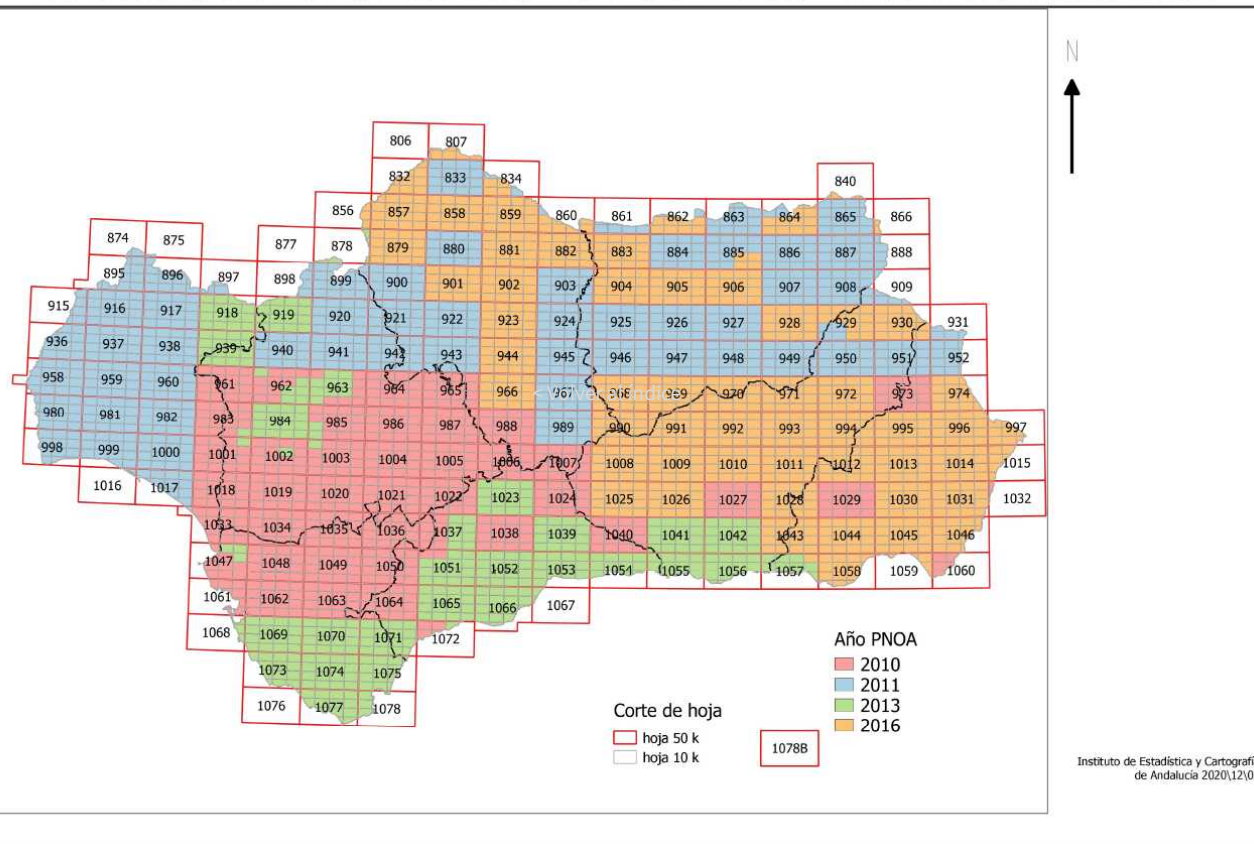 N
806 807
832 833 834
840
856 857 858 859 860 861 862 863 864 865 866
874 875 877 878 879 880 881 882 883 884 885 886 887 888
895 896 897 898 899 900 901 902 903 904 905 906 907 908 909
915 916 917 918 919 920 921 922 923 924 925 926 927 928 929 930 931
936 937 938 939 940 941 942 943 944 945 946 947 948 949 950 951 952
958 959 960 961 962 963 964 965 966 968 969 970 971 972 973 974
< Volver al índice
980 981 982 983 984 985 986 987 988 989 990 991 992 993 994 995 996 997
998 999 1000 1001 1002 1003 1004 1005 1006 1007 1008 1009 1010 1011 1012 1013 1014 1015
1016 1017 1018 1019 1020 1021 1022 1023 1024 1025 1026 1027 1028 1029 1030 1031 1032
1033 1034 1035 1036 1037 1038 1039 1040 1041 1042 1043 1044 1045 1046
1047 1048 1049 1050 1051 1052 1053 1054 1055 1056 1057 1058 1059 1060
1061 1062 1063 1064 1065 1066 1067
1068 1069 1070 1071 1072
1073 1074 1075
1076 1077 1078
Año PNOA
2010
2011
2013
2016
Corte de hoja
hoja 50 k
hoja 10 k
1078B
Instituto de Estadística y Cartografí
de Andalucía 2020\12\0